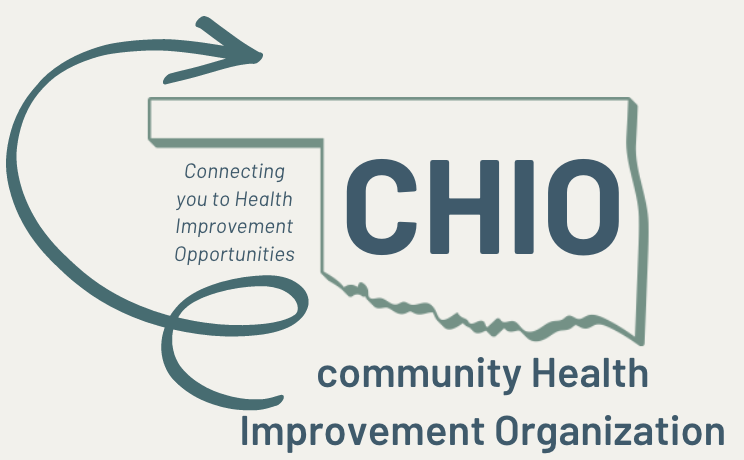 Connecting
you to Health
Improvement
Opportunities
CHIO
community Health
Improvement Organization